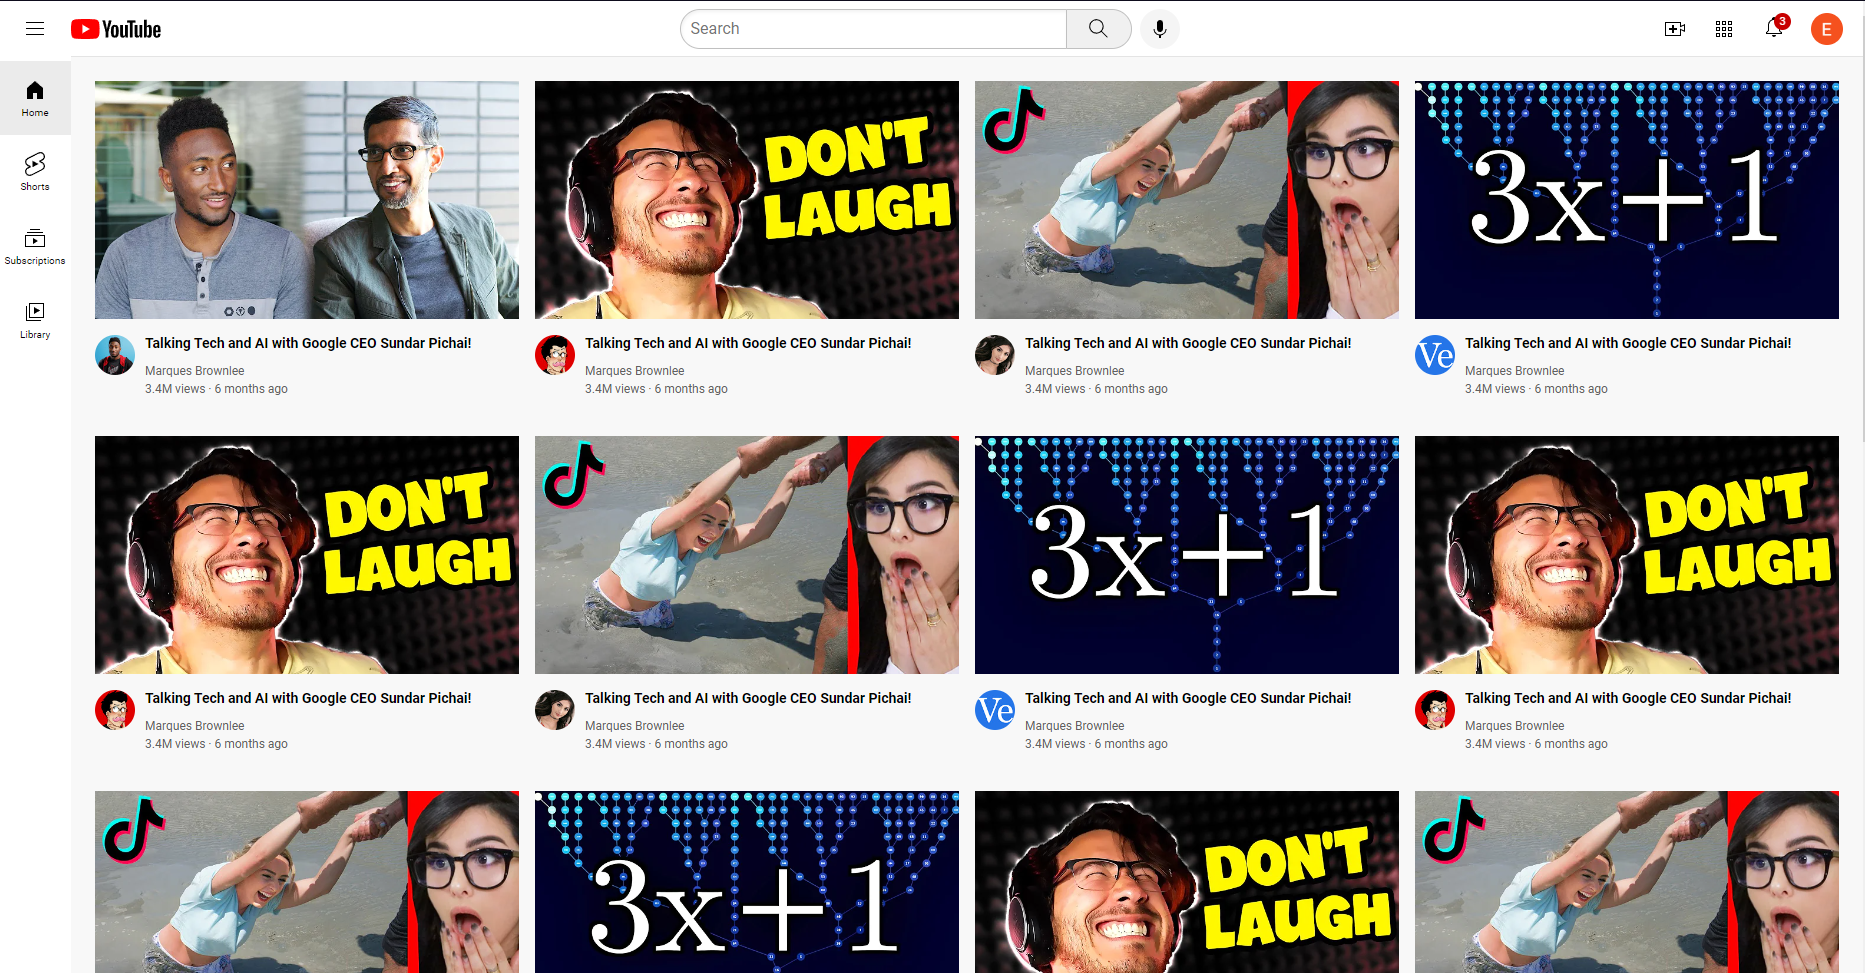 YouTube
Search
3
E
Home
Shorts
Subscriptions
Library
DON'T
LAUGH
3x+1
Talking Tech and AI with Google CEO Sundar Pichai!
Marques Brownlee
3.4M views · 6 months ago
Talking Tech and AI with Google CEO Sundar Pichai!
Marques Brownlee
3.4M views · 6 months ago
Talking Tech and AI with Google CEO Sundar Pichai!
Marques Brownlee
3.4M views · 6 months ago
Ve
Talking Tech and AI with Google CEO Sundar Pichai!
Marques Brownlee
3.4M views · 6 months ago
DON'T
LAUGH
3x+1
DON'T
LAUGH
Talking Tech and AI with Google CEO Sundar Pichai!
Marques Brownlee
3.4M views · 6 months ago
Talking Tech and AI with Google CEO Sundar Pichai!
Marques Brownlee
3.4M views · 6 months ago
Ve
Talking Tech and AI with Google CEO Sundar Pichai!
Marques Brownlee
3.4M views · 6 months ago
Talking Tech and AI with Google CEO Sundar Pichai!
Marques Brownlee
3.4M views · 6 months ago
3x+1
DON'T
LAUGH